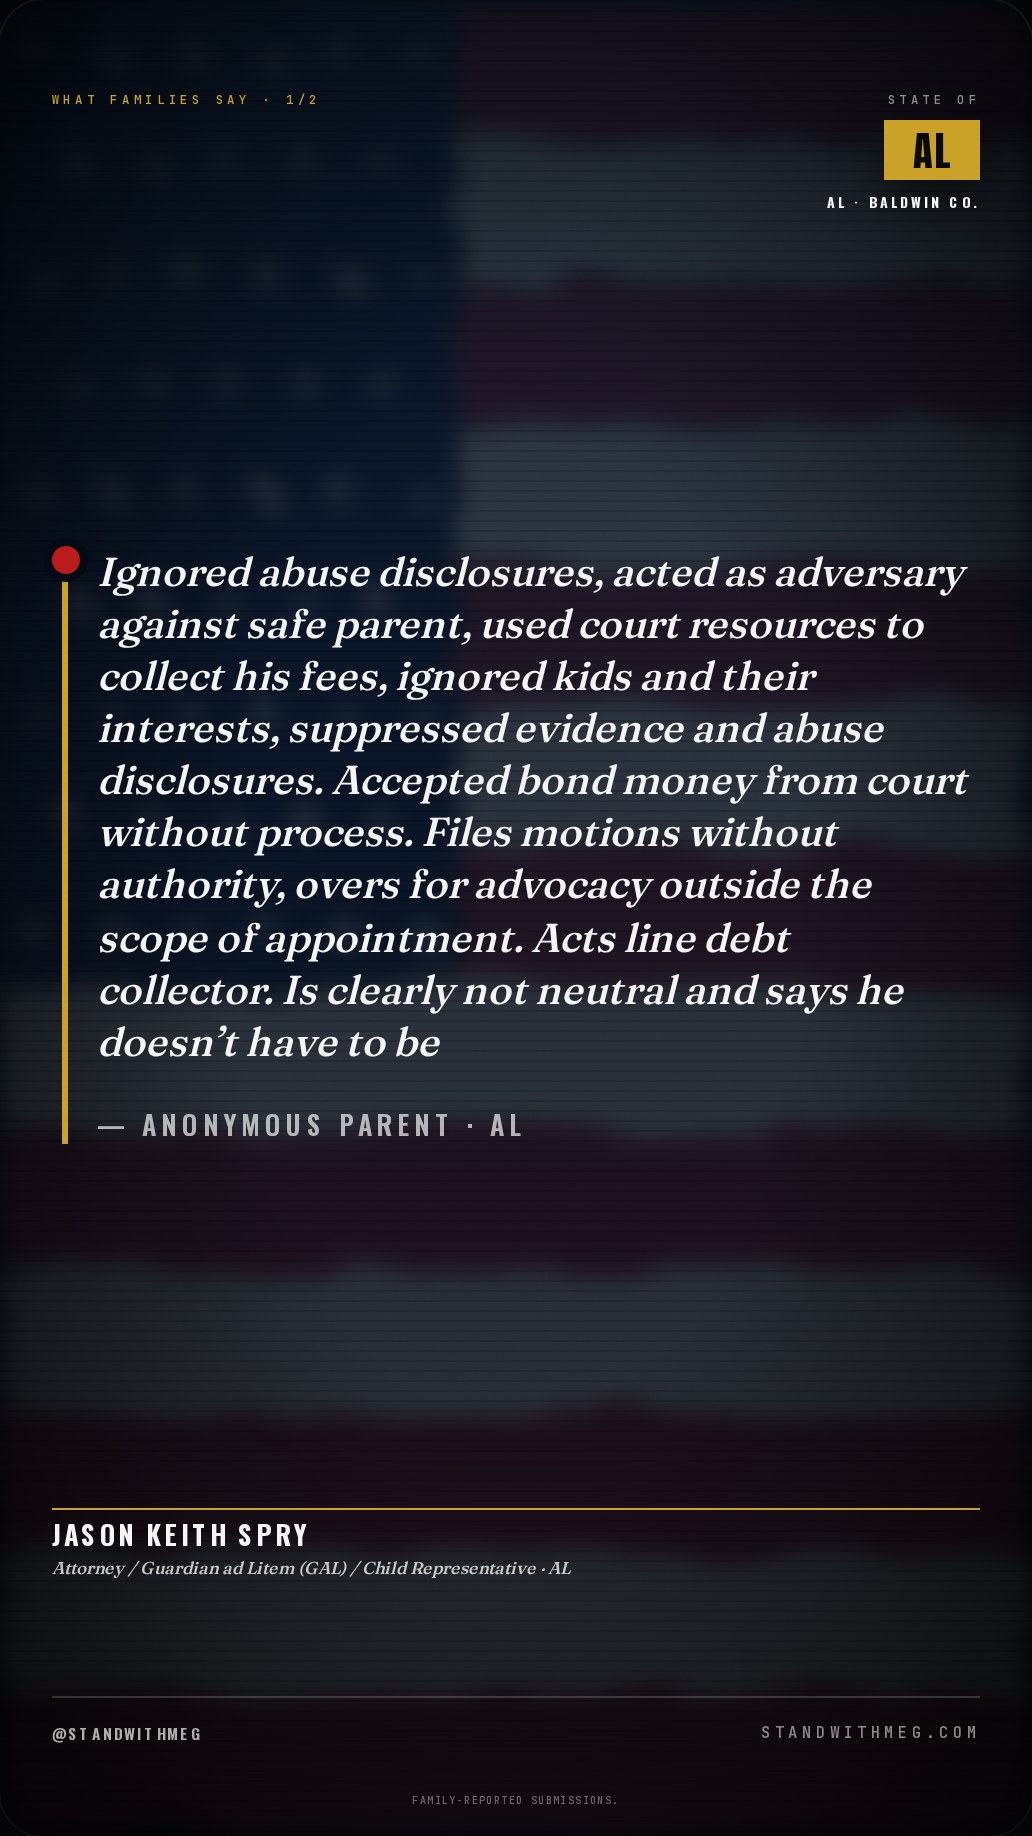 WHAT FAMILIES SAY · 1/2
STATE OF
AL
AL · BALDWIN CO.
Ignored abuse disclosures, acted as adversary
against safe parent, used court resources to
collect his fees, ignored kids and their
interests, suppressed evidence and abuse
disclosures. Accepted bond money from court
without process. Files motions without
authority, overs for advocacy outside the
scope of appointment. Acts line debt
collector. Is clearly not neutral and says he
doesn’t have to be
— ANONYMOUS PARENT · AL
JASON KEITH SPRY
Attorney / Guardian ad Litem (GAL) / Child Representative · AL
@STANDWITHMEG
STANDWITHMEG.COM
FAMILY-REPORTED SUBMISSIONS.